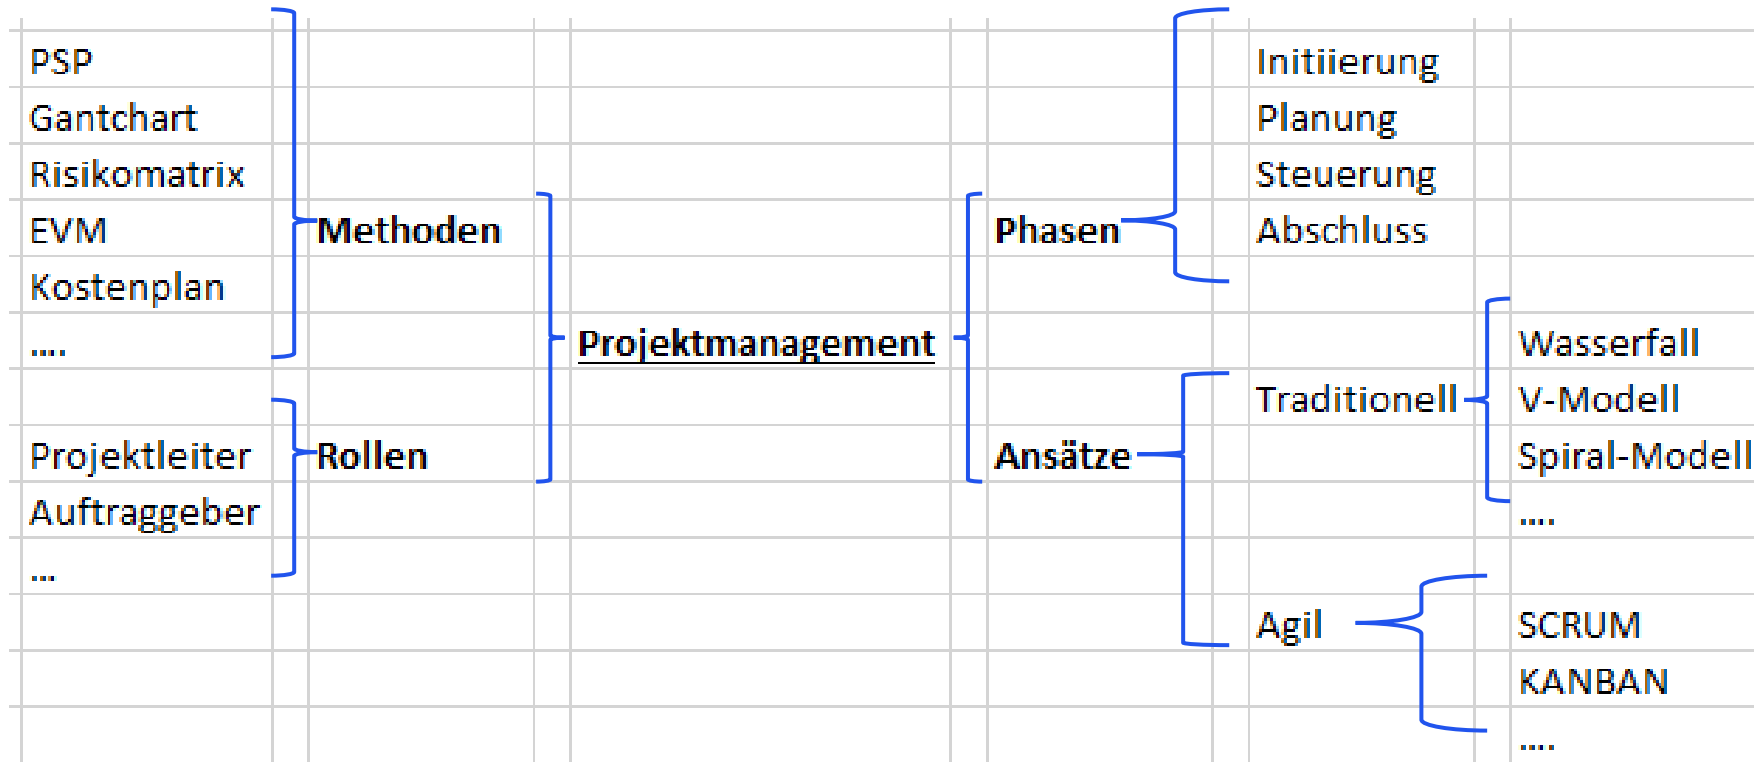 PSP
Gantchart
Risikomatrix
EVM
Kostenplan
....
Methoden
Projektleiter
Auftraggeber
...
Rollen
Projektmanagement
Phasen
Initiierung
Planung
Steuerung
Abschluss
Ansätze
Traditionell
Wasserfall
V-Modell
Spiral-Modell
....
Agil
SCRUM
KANBAN
....